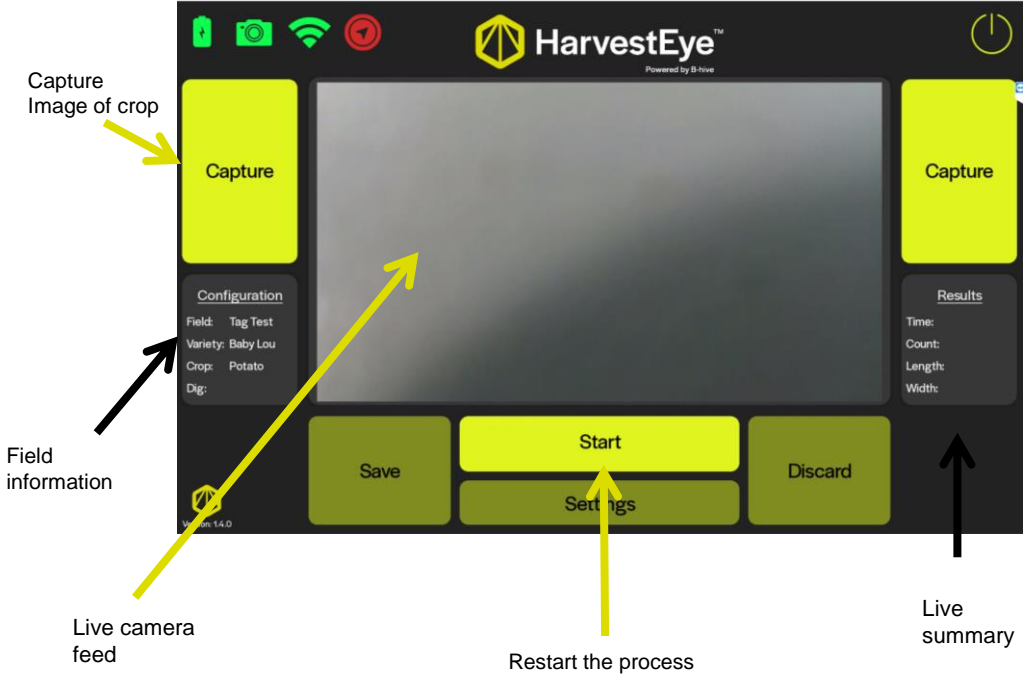 HarvestEye™
Powered by B-hive
Capture
Image of crop
Capture
Capture
Configuration
Field: Tag Test
Variety: Baby Lou
Crop: Potato
Dig:
Results
Time:
Count:
Length:
Width:
Field
information
Save
Start
Settings
Discard
Version: 1.4.0
Live camera
feed
Restart the process
Live
summary